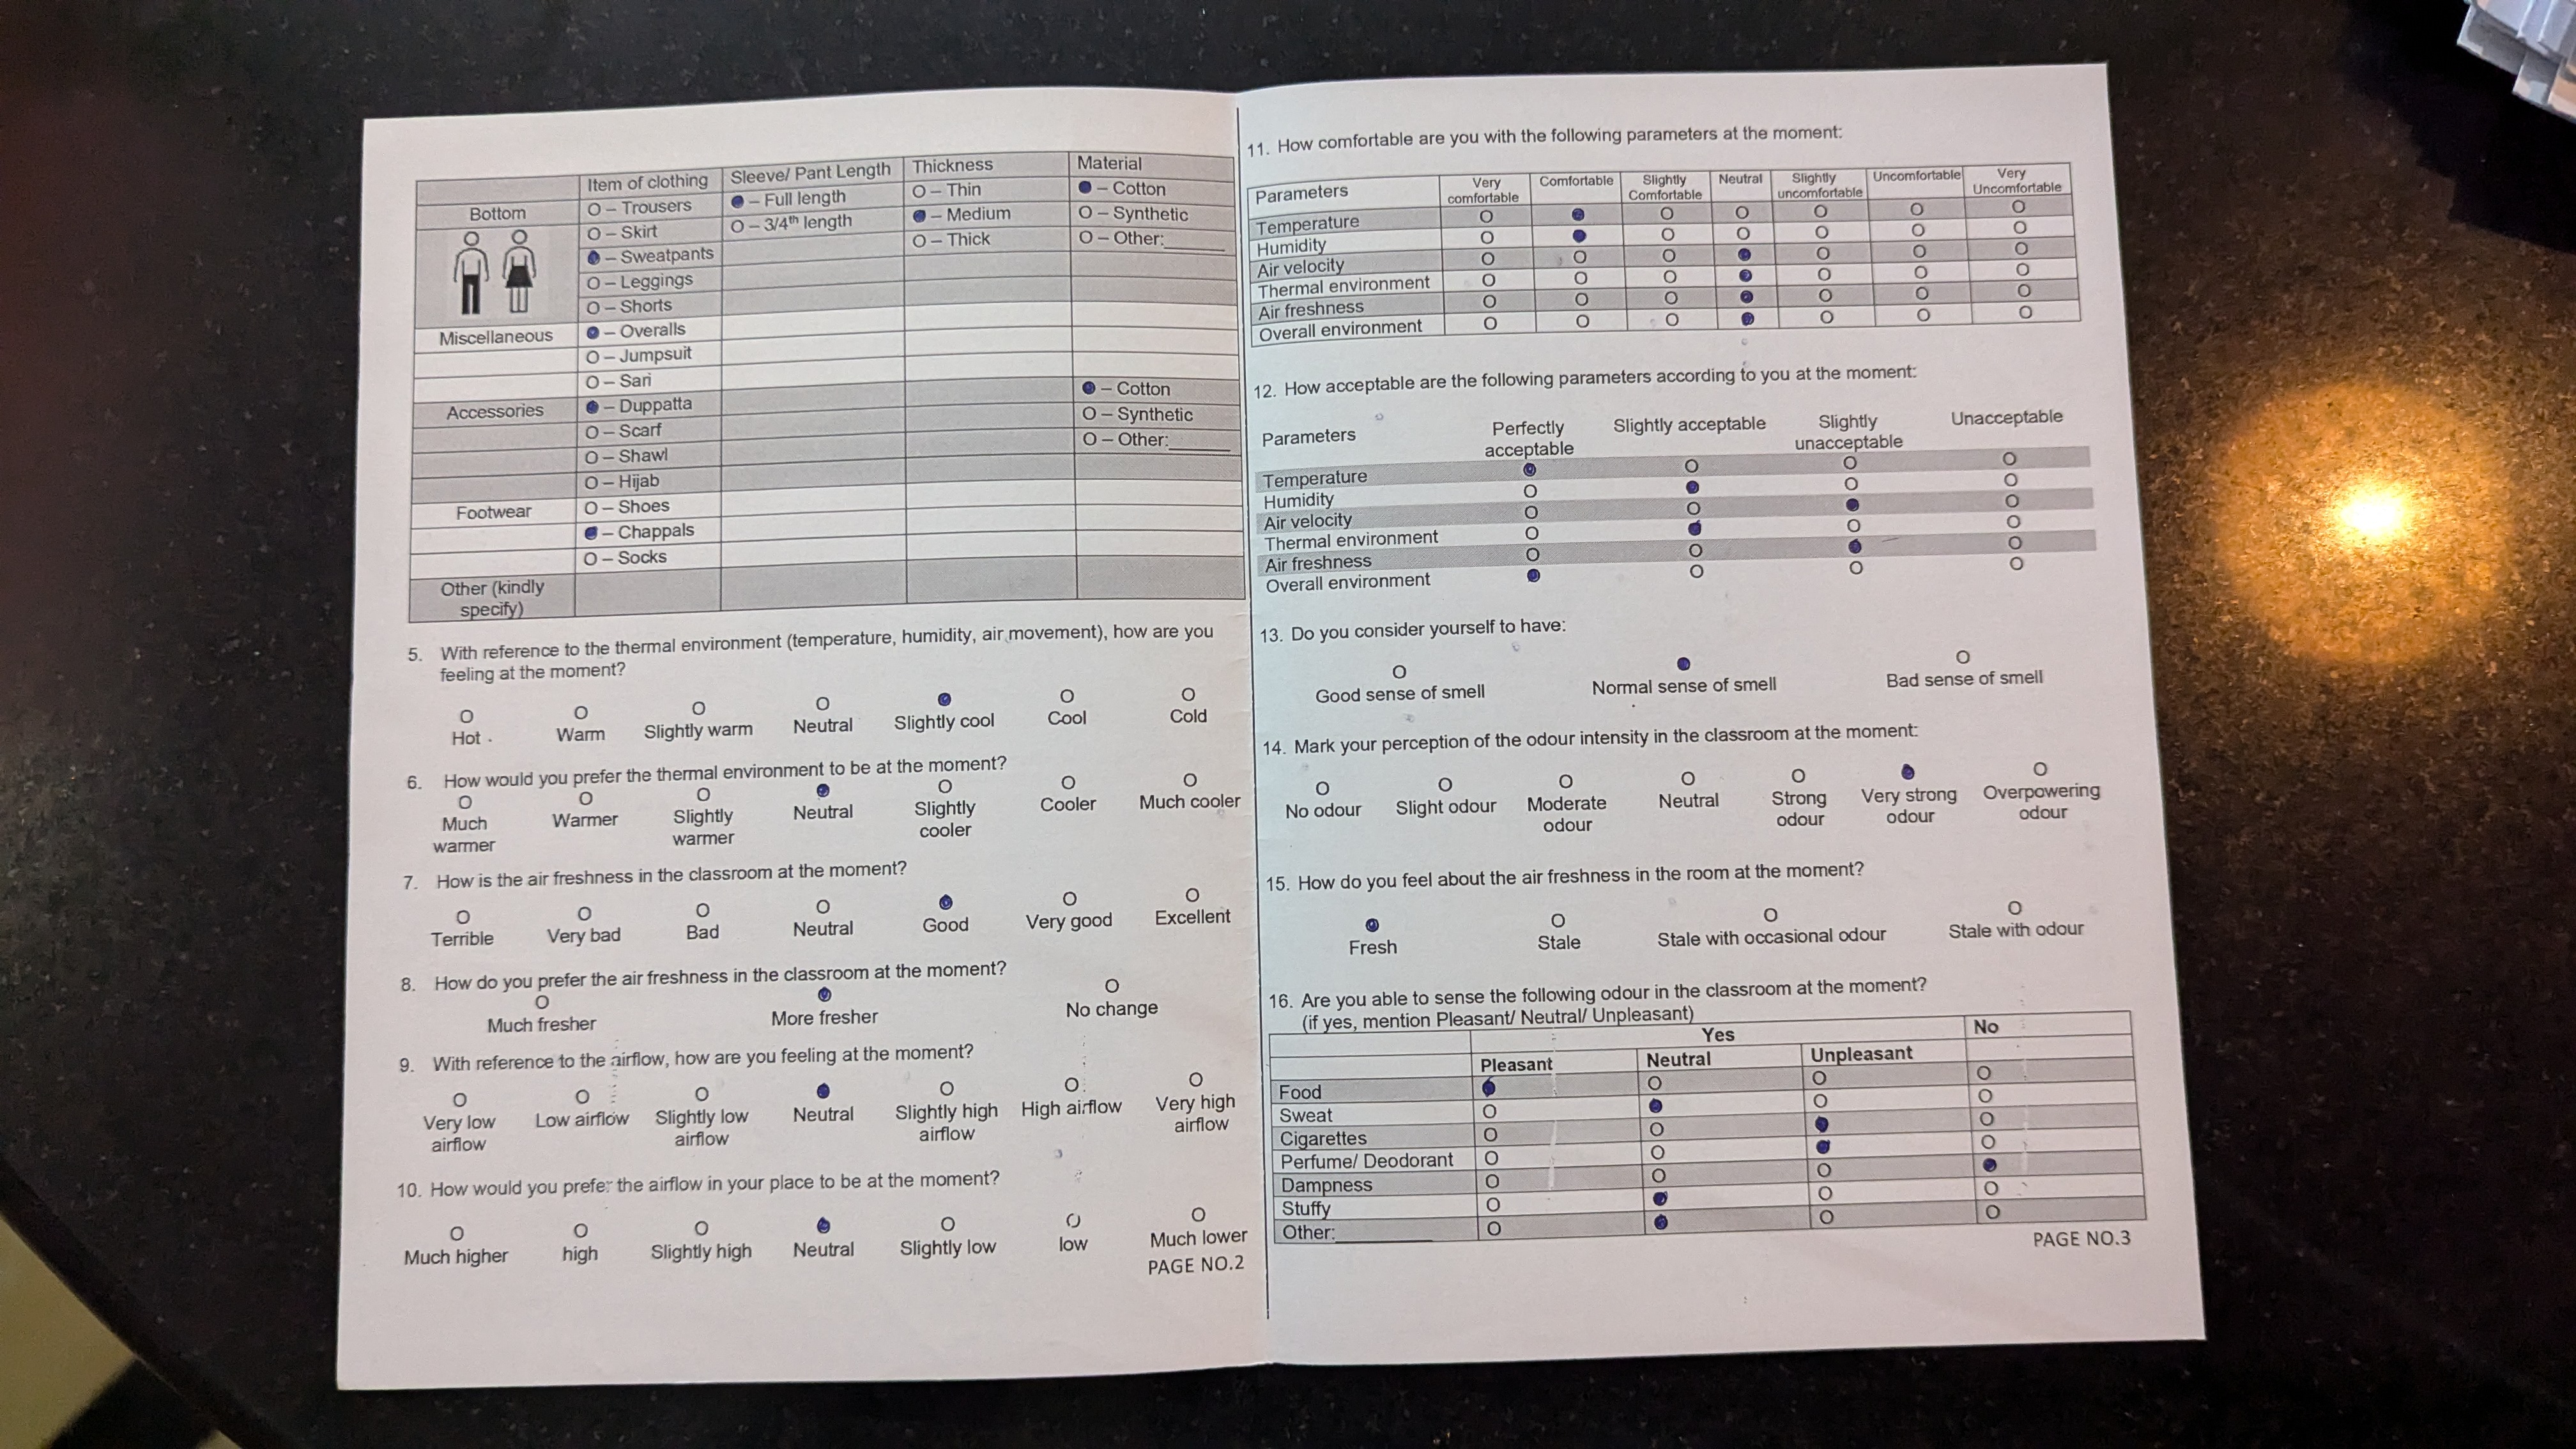 Item of clothing Sleeve/ Pant Length Thickness Material
Bottom O – Trousers ● – Full length O – Thin ● – Cotton
O – Skirt O – 3/4th length ● – Medium O – Synthetic
● – Sweatpants O – Thick O – Other:______
O – Leggings
O – Shorts
Miscellaneous ● – Overalls
O – Jumpsuit
O – Sari ● – Cotton
Accessories ● – Duppatta O – Synthetic
O – Scarf O – Other:______
O – Shawl
O – Hijab
Footwear O – Shoes
● – Chappals
O – Socks
Other (kindly
specify)
5. With reference to the thermal environment (temperature, humidity, air movement), how are you
feeling at the moment?
O O O O ● O O
Hot Warm Slightly warm Neutral Slightly cool Cool Cold
6. How would you prefer the thermal environment to be at the moment?
O O O ● O O O
Much Warmer Slightly Neutral Slightly Cooler Much cooler
warmer warmer cooler
7. How is the air freshness in the classroom at the moment?
O O O O ● O O
Terrible Very bad Bad Neutral Good Very good Excellent
8. How do you prefer the air freshness in the classroom at the moment?
O ● O
Much fresher More fresher No change
9. With reference to the airflow, how are you feeling at the moment?
O O O ● O O O
Very low Low airflow Slightly low Neutral Slightly high High airflow Very high
airflow airflow airflow airflow
10. How would you prefer the airflow in your place to be at the moment?
O O O ● O O O
Much higher high Slightly high Neutral Slightly low low Much lower
PAGE NO.2
11. How comfortable are you with the following parameters at the moment:
Parameters Very Comfortable Slightly Neutral Slightly Uncomfortable Very
comfortable Comfortable uncomfortable Uncomfortable
Temperature O ● O O O O O
Humidity O ● O O O O O
Air velocity O O O ● O O O
Thermal environment O O O ● O O O
Air freshness O O O ● O O O
Overall environment O O O ● O O O
12. How acceptable are the following parameters according to you at the moment:
Parameters Perfectly Slightly acceptable Slightly Unacceptable
acceptable unacceptable
Temperature ● O O O
Humidity O ● O O
Air velocity O O ● O
Thermal environment O ● O O
Air freshness O O ● O
Overall environment ● O O O
13. Do you consider yourself to have:
O ● O
Good sense of smell Normal sense of smell Bad sense of smell
14. Mark your perception of the odour intensity in the classroom at the moment:
O O O O O ● O
No odour Slight odour Moderate Neutral Strong Very strong Overpowering
odour odour odour odour
15. How do you feel about the air freshness in the room at the moment?
● O O O
Fresh Stale Stale with occasional odour Stale with odour
16. Are you able to sense the following odour in the classroom at the moment?
(if yes, mention Pleasant/ Neutral/ Unpleasant)
Yes No
Pleasant Neutral Unpleasant
Food ● O O O
Sweat O ● O O
Cigarettes O O ● O
Perfume/ Deodorant O O ● O
Dampness O O O ●
Stuffy O ● O O
Other:__________ O ● O O
PAGE NO.3